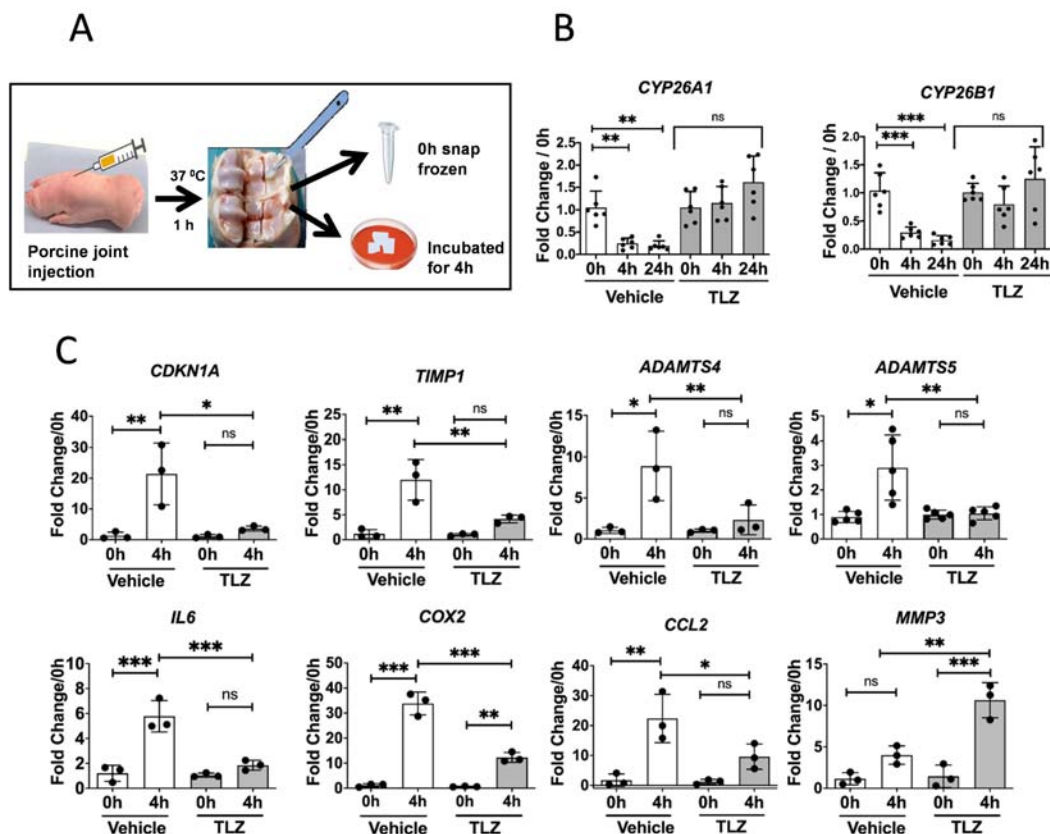 A
Porcine joint
injection
37 ⁰C
1 h
0h snap
frozen
Incubated
for 4h
B
CYP26A1
Fold Change / 0h
2.5
2.0
1.5
1.0
0.5
0.0
**
**
ns
0h 4h 24h 0h 4h 24h
Vehicle TLZ
CYP26B1
Fold Change / 0h
2.0
1.5
1.0
0.5
0.0
***
***
ns
0h 4h 24h 0h 4h 24h
Vehicle TLZ
C
CDKN1A
Fold Change/0h
40
30
20
10
0
**
*
ns
0h 4h 0h 4h
Vehicle TLZ
TIMP1
Fold Change/0h
20
15
10
5
0
**
ns
**
0h 4h 0h 4h
Vehicle TLZ
ADAMTS4
Fold Change/0h
15
10
5
0
*
**
ns
0h 4h 0h 4h
Vehicle TLZ
ADAMTS5
Fold Change/0h
6
5
4
3
2
1
0
*
**
ns
0h 4h 0h 4h
Vehicle TLZ
IL6
Fold Change/0h
10
8
6
4
2
0
***
***
ns
0h 4h 0h 4h
Vehicle TLZ
COX2
Fold Change/0h
50
40
30
20
10
0
***
***
**
0h 4h 0h 4h
Vehicle TLZ
CCL2
Fold Change/0h
40
30
20
10
0
**
*
ns
0h 4h 0h 4h
Vehicle TLZ
MMP3
Fold Change/0h
15
10
5
0
ns
**
***
0h 4h 0h 4h
Vehicle TLZ